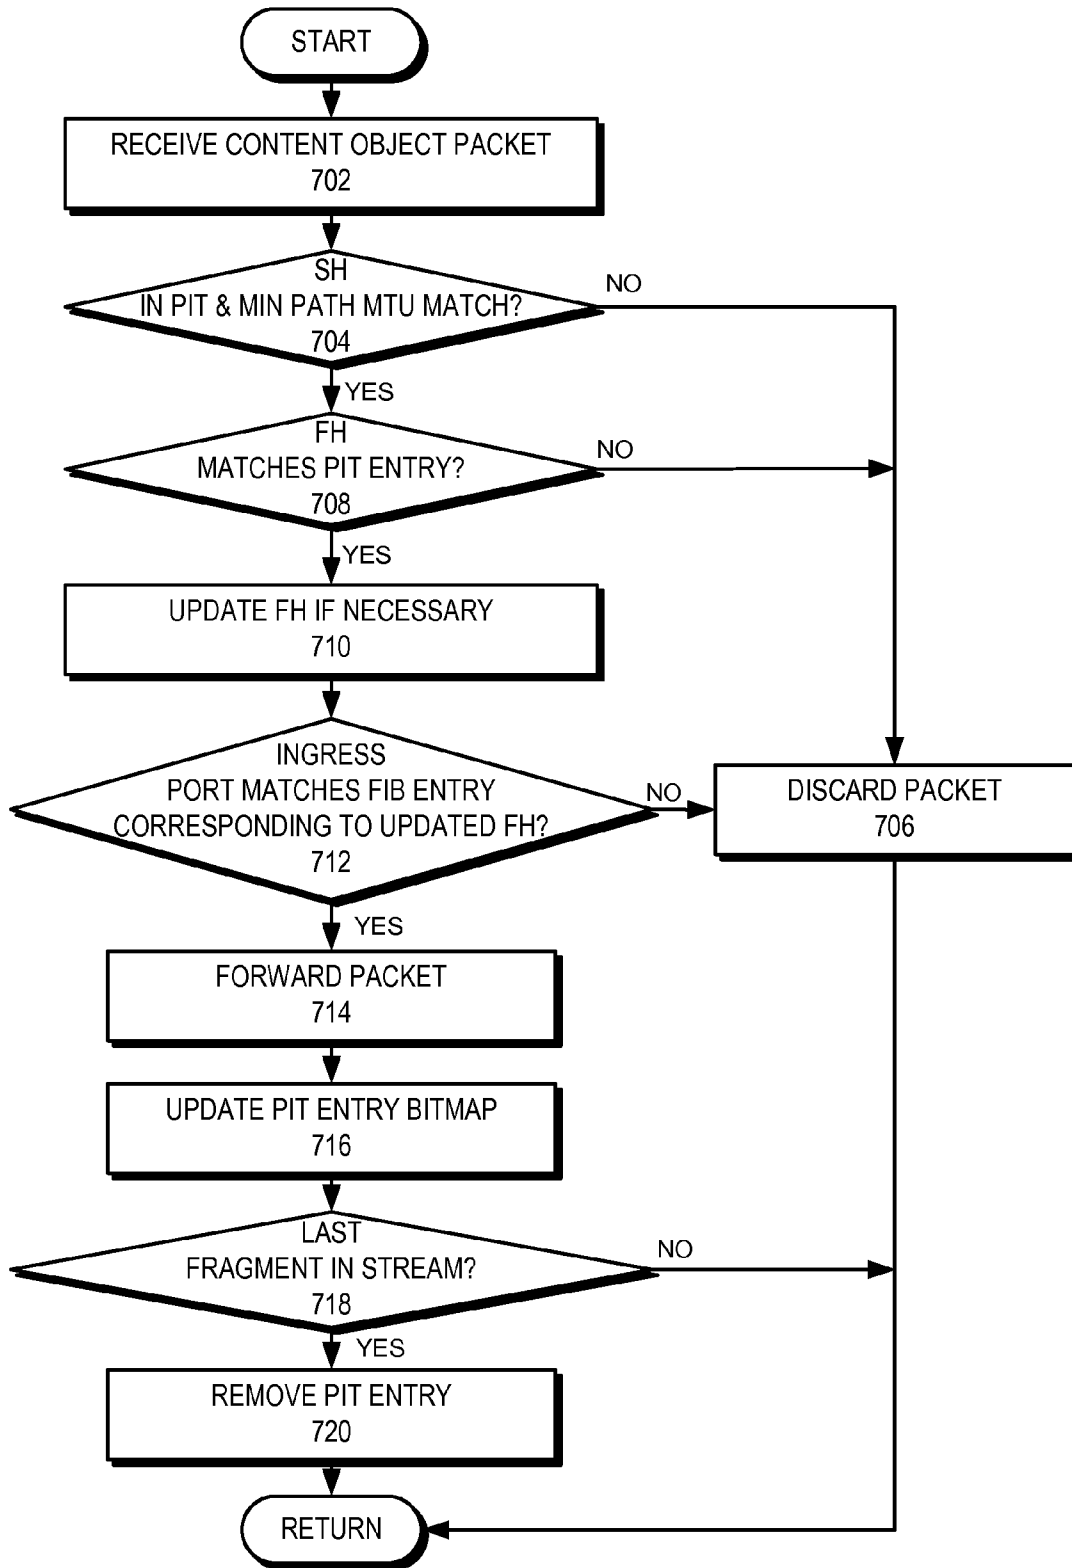 START
RECEIVE CONTENT OBJECT PACKET
702
SH
IN PIT & MIN PATH MTU MATCH?
704
NO
YES
FH
MATCHES PIT ENTRY?
708
NO
YES
UPDATE FH IF NECESSARY
710
INGRESS
PORT MATCHES FIB ENTRY
CORRESPONDING TO UPDATED FH?
712
NO
DISCARD PACKET
706
YES
FORWARD PACKET
714
UPDATE PIT ENTRY BITMAP
716
LAST
FRAGMENT IN STREAM?
718
NO
YES
REMOVE PIT ENTRY
720
RETURN